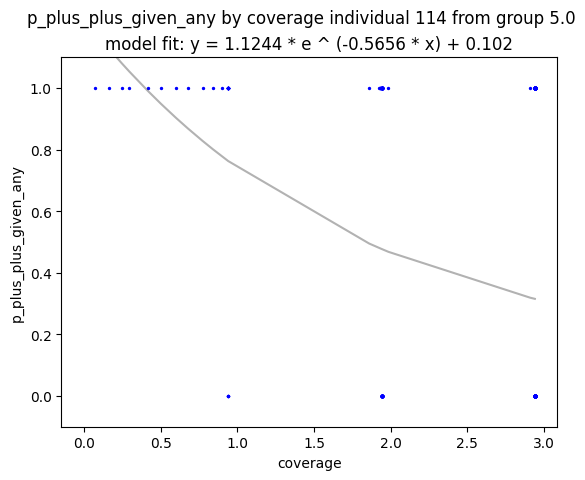 p_plus_plus_given_any by coverage individual 114 from group 5.0
model fit: y = 1.1244 * e ^ (-0.5656 * x) + 0.102
1.0
0.8
0.6
0.4
0.2
0.0
p_plus_plus_given_any
0.0 0.5 1.0 1.5 2.0 2.5 3.0
coverage